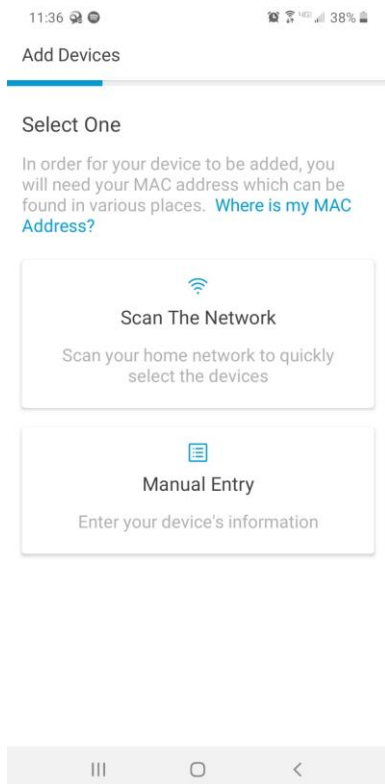 11:36 38%
Add Devices
Select One
In order for your device to be added, you
will need your MAC address which can be
found in various places. Where is my MAC
Address?
Scan The Network
Scan your home network to quickly
select the devices
Manual Entry
Enter your device's information